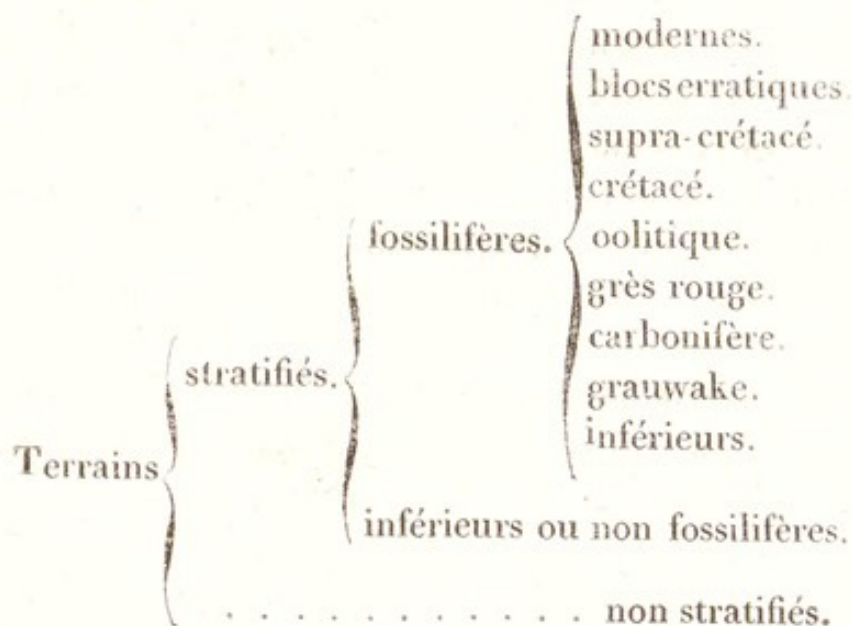 modernes.
blocs erratiques.
supra-crétacé.
crétacé.
fossilifères. oolitique.
grès rouge.
carbonifère.
stratifiés.
grauwake.
inférieurs.
Terrains
inférieurs ou non fossilifères.
. . . . . . . . . . . . non stratifiés.